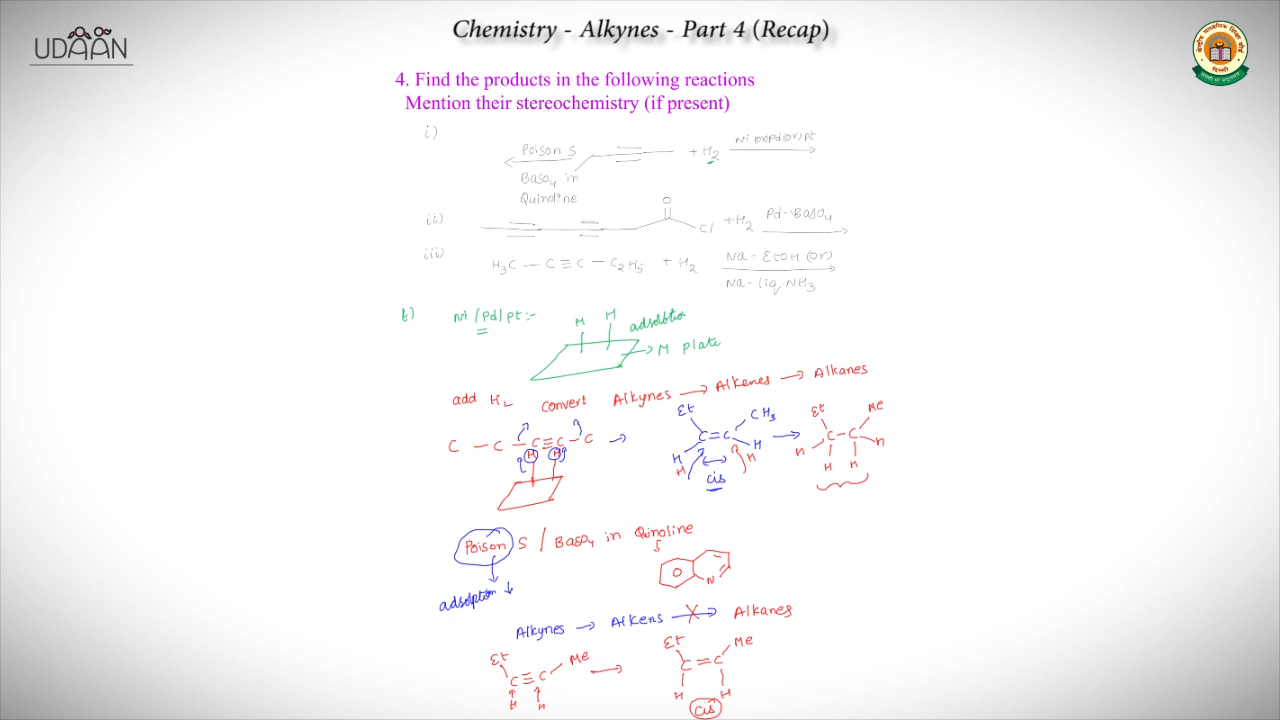 Chemistry - Alkynes - Part 4 (Recap)
UDAAN
4. Find the products in the following reactions
Mention their stereochemistry (if present)
i)
Poison S
BaSO4 in
Quinoline
+ H2
Ni (or) Pd (or) Pt
ii)
O
Cl
+ H2
Pd-BaSO4
iii)
H3C — C ≡ C — C2H5 + H2
Na - EtOH (or)
Na - liq NH3
i) Ni / Pd / Pt :-
H H
M plate
add H2 convert Alkynes → Alkenes → Alkanes
C — C — C ≡ C — C →
H H
Et CH3
C = C
H H
H H
cis
→
Et Me
C — C
H H
H H
Poison S / BaSO4 in Quinoline
N
adsorption ↓
Alkynes → Alkens → Alkanes
Et Me
C ≡ C →
H H
Et Me
C = C
H H
cis